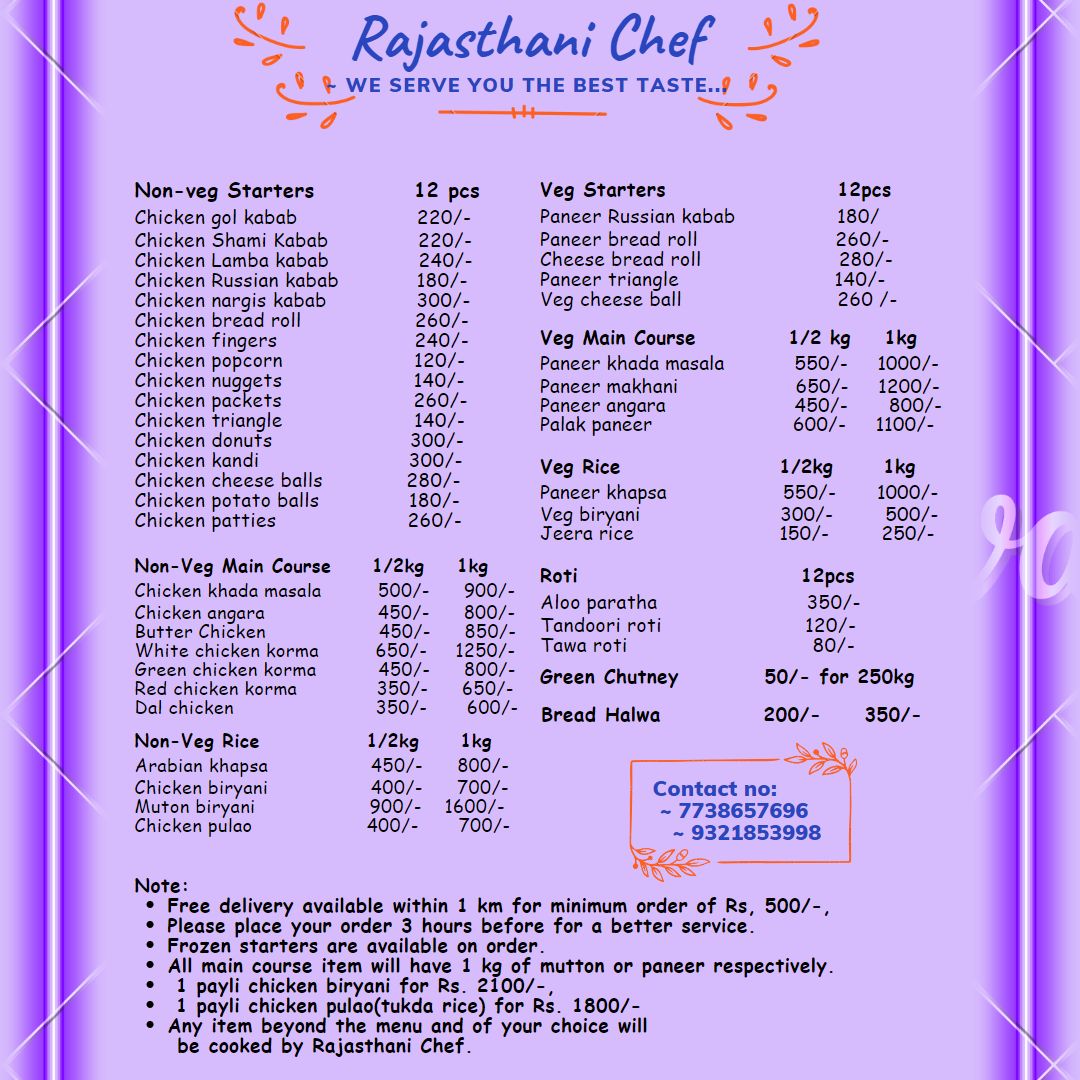 Rajasthani Chef
~ WE SERVE YOU THE BEST TASTE...
Non-veg Starters 12 pcs
Chicken gol kabab 220/-
Chicken Shami Kabab 220/-
Chicken Lamba kabab 240/-
Chicken Russian kabab 180/-
Chicken nargis kabab 300/-
Chicken bread roll 260/-
Chicken fingers 240/-
Chicken popcorn 120/-
Chicken nuggets 140/-
Chicken packets 260/-
Chicken triangle 140/-
Chicken donuts 300/-
Chicken kandi 300/-
Chicken cheese balls 280/-
Chicken potato balls 180/-
Chicken patties 260/-
Non-Veg Main Course 1/2kg 1kg
Chicken khada masala 500/- 900/-
Chicken angara 450/- 800/-
Butter Chicken 450/- 850/-
White chicken korma 650/- 1250/-
Green chicken korma 450/- 800/-
Red chicken korma 350/- 650/-
Dal chicken 350/- 600/-
Non-Veg Rice 1/2kg 1kg
Arabian khapsa 450/- 800/-
Chicken biryani 400/- 700/-
Muton biryani 900/- 1600/-
Chicken pulao 400/- 700/-
Veg Starters 12pcs
Paneer Russian kabab 180/
Paneer bread roll 260/-
Cheese bread roll 280/-
Paneer triangle 140/-
Veg cheese ball 260 /-
Veg Main Course 1/2 kg 1kg
Paneer khada masala 550/- 1000/-
Paneer makhani 650/- 1200/-
Paneer angara 450/- 800/-
Palak paneer 600/- 1100/-
Veg Rice 1/2kg 1kg
Paneer khapsa 550/- 1000/-
Veg biryani 300/- 500/-
Jeera rice 150/- 250/-
Roti 12pcs
Aloo paratha 350/-
Tandoori roti 120/-
Tawa roti 80/-
Green Chutney 50/- for 250kg
Bread Halwa 200/- 350/-
Contact no:
~ 7738657696
~ 9321853998
Note:
• Free delivery available within 1 km for minimum order of Rs, 500/-,
• Please place your order 3 hours before for a better service.
• Frozen starters are available on order.
• All main course item will have 1 kg of mutton or paneer respectively.
• 1 payli chicken biryani for Rs. 2100/-,
• 1 payli chicken pulao(tukda rice) for Rs. 1800/-
• Any item beyond the menu and of your choice will
be cooked by Rajasthani Chef.